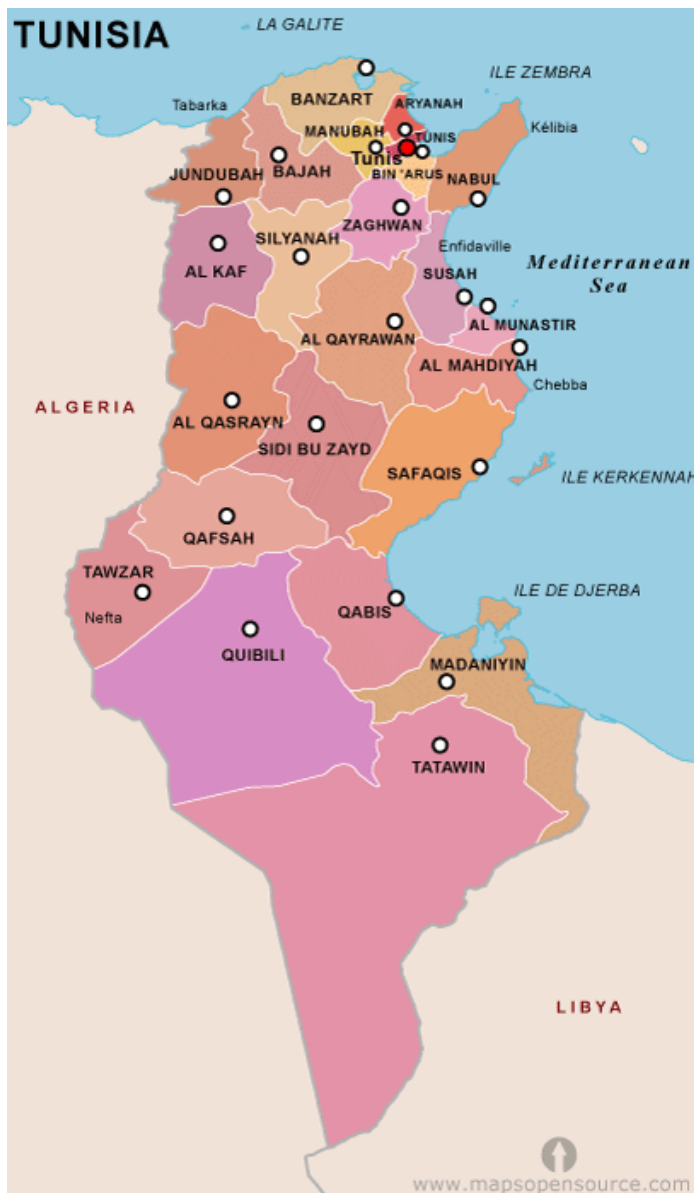 TUNISIA
LA GALITE
ILE ZEMBRA
Tabarka
BANZART
ARYANAH
Kélibia
MANUBAH
TUNIS
Tunis
BIN 'ARUS
JUNDUBAH
BAJAH
NABUL
ZAGHWAN
SILYANAH
Enfidaville
AL KAF
SUSAH
Mediterranean
Sea
AL QAYRAWAN
AL MUNASTIR
AL MAHDIYAH
Chebba
ALGERIA
AL QASRAYN
SIDI BU ZAYD
SAFAQIS
ILE KERKENNAH
QAFSAH
TAWZAR
Nefta
QABIS
ILE DE DJERBA
QUIBILI
MADANIYIN
TATAWIN
LIBYA
www.mapsopensource.com